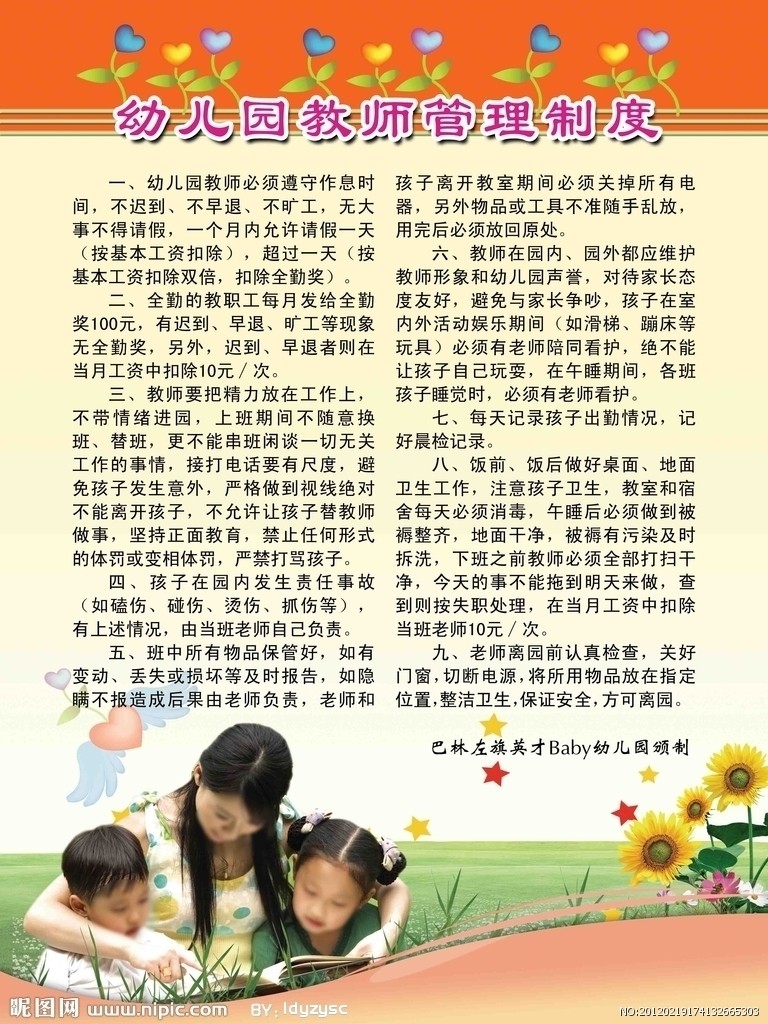 幼儿园教师管理制度
一、幼儿园教师必须遵守作息时
间，不迟到、不早退、不旷工，无大
事不得请假，一个月内允许请假一天
（按基本工资扣除），超过一天（按
基本工资扣除双倍，扣除全勤奖）。
二、全勤的教职工每月发给全勤
奖100元，有迟到、早退、旷工等现象
无全勤奖，另外，迟到、早退者则在
当月工资中扣除10元／次。
三、教师要把精力放在工作上，
不带情绪进园，上班期间不随意换
班、替班，更不能串班闲谈一切无关
工作的事情，接打电话要有尺度，避
免孩子发生意外，严格做到视线绝对
不能离开孩子，不允许让孩子替教师
做事，坚持正面教育，禁止任何形式
的体罚或变相体罚，严禁打骂孩子。
四、孩子在园内发生责任事故
（如磕伤、碰伤、烫伤、抓伤等），
有上述情况，由当班老师自己负责。
五、班中所有物品保管好，如有
变动、丢失或损坏等及时报告，如隐
瞒不报造成后果由老师负责，老师和
孩子离开教室期间必须关掉所有电
器，另外物品或工具不准随手乱放，
用完后必须放回原处。
六、教师在园内、园外都应维护
教师形象和幼儿园声誉，对待家长态
度友好，避免与家长争吵，孩子在室
内外活动娱乐期间（如滑梯、蹦床等
玩具）必须有老师陪同看护，绝不能
让孩子自己玩耍，在午睡期间，各班
孩子睡觉时，必须有老师看护。
七、每天记录孩子出勤情况，记
好晨检记录。
八、饭前、饭后做好桌面、地面
卫生工作，注意孩子卫生，教室和宿
舍每天必须消毒，午睡后必须做到被
褥整齐，地面干净，被褥有污染及时
拆洗，下班之前教师必须全部打扫干
净，今天的事不能拖到明天来做，查
到则按失职处理，在当月工资中扣除
当班老师10元／次。
九、老师离园前认真检查，关好
门窗，切断电源，将所用物品放在指定
位置，整洁卫生，保证安全，方可离园。
巴林左旗英才Baby幼儿园颁制
昵图网 www.nipic.com BY: ldyzysc
NO:20120219174132665303